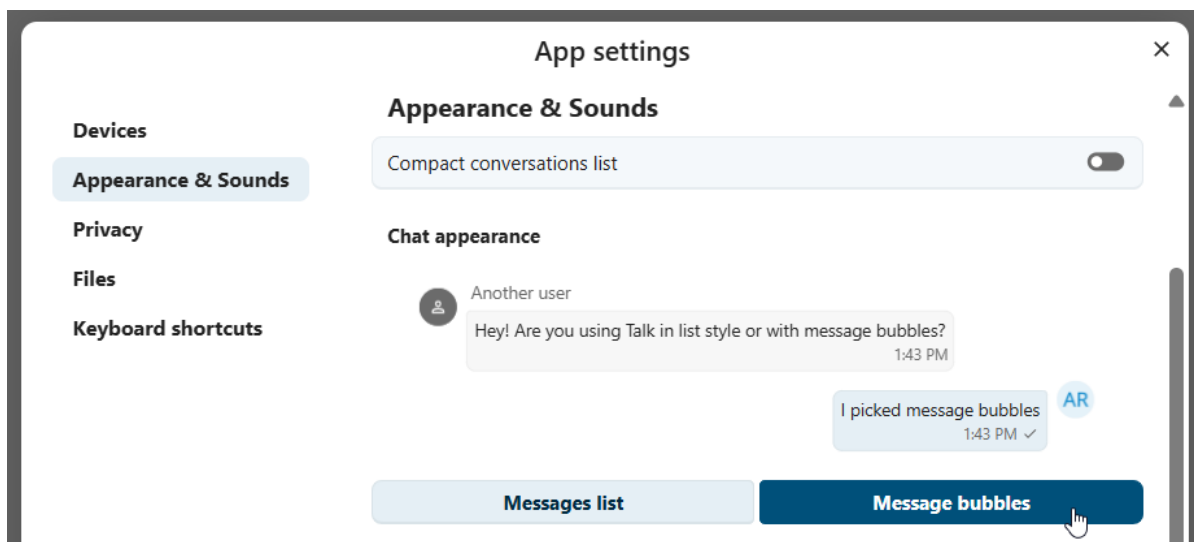 App settings
Devices
Appearance & Sounds
Privacy
Files
Keyboard shortcuts
Appearance & Sounds
Compact conversations list
Chat appearance
Another user
Hey! Are you using Talk in list style or with message bubbles?
1:43 PM
I picked message bubbles
1:43 PM
AR
Messages list
Message bubbles